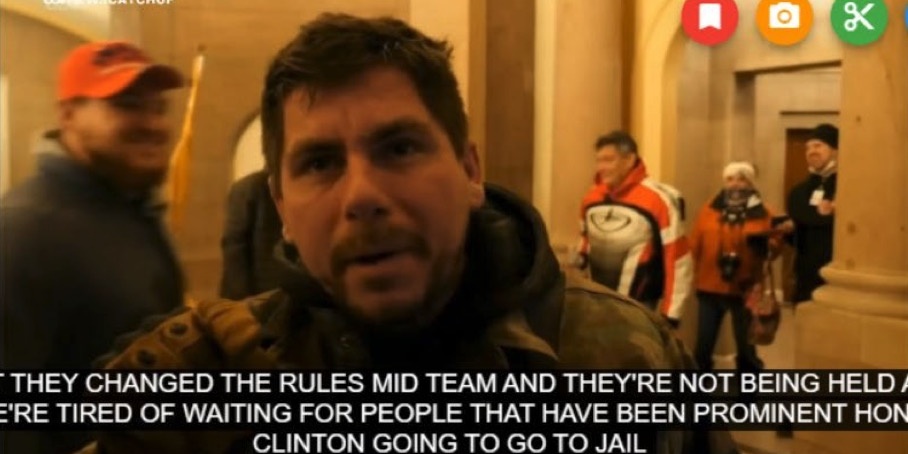 THEY CHANGED THE RULES MID TEAM AND THEY'RE NOT BEING HELD A
E'RE TIRED OF WAITING FOR PEOPLE THAT HAVE BEEN PROMINENT HON
CLINTON GOING TO GO TO JAIL